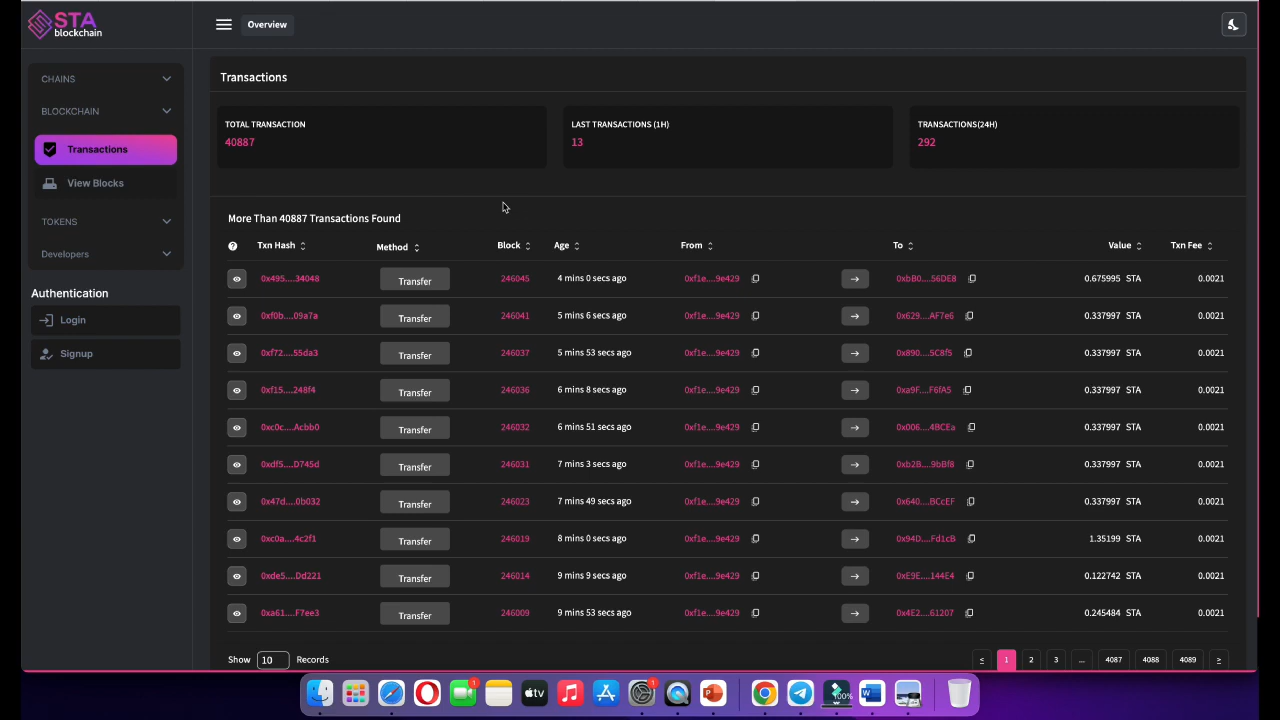 STA
blockchain
Overview
CHAINS
BLOCKCHAIN
Transactions
View Blocks
TOKENS
Developers
Authentication
Login
Signup
Transactions
TOTAL TRANSACTION
40887
LAST TRANSACTIONS (1H)
13
TRANSACTIONS(24H)
292
More Than 40887 Transactions Found
Txn Hash Method Block Age From To Value Txn Fee
0x495....34048 Transfer 246045 4 mins 0 secs ago 0xf1e....9e429 0xbB0....56DE8 0.675995 STA 0.0021
0xf0b....09a7a Transfer 246041 5 mins 6 secs ago 0xf1e....9e429 0x629....AF7e6 0.337997 STA 0.0021
0xf72....55da3 Transfer 246037 5 mins 53 secs ago 0xf1e....9e429 0x890....5C8f5 0.337997 STA 0.0021
0xf15....248f4 Transfer 246036 6 mins 8 secs ago 0xf1e....9e429 0xa9F....F6fA5 0.337997 STA 0.0021
0xc0c....Acbb0 Transfer 246032 6 mins 51 secs ago 0xf1e....9e429 0x006....4BCEa 0.337997 STA 0.0021
0xdf5....D745d Transfer 246031 7 mins 3 secs ago 0xf1e....9e429 0xb2B....9bBf8 0.337997 STA 0.0021
0x47d....0b032 Transfer 246023 7 mins 49 secs ago 0xf1e....9e429 0x640....BCcEF 0.337997 STA 0.0021
0xc0a....4c2f1 Transfer 246019 8 mins 0 secs ago 0xf1e....9e429 0x94D....Fd1cB 1.35199 STA 0.0021
0xde5....Dd221 Transfer 246014 9 mins 9 secs ago 0xf1e....9e429 0xE9E....144E4 0.122742 STA 0.0021
0xa61....F7ee3 Transfer 246009 9 mins 53 secs ago 0xf1e....9e429 0x4E2....61207 0.245484 STA 0.0021
Show 10 Records
< 1 2 3 ... 4087 4088 4089 >
1 tv 1 P 100% W